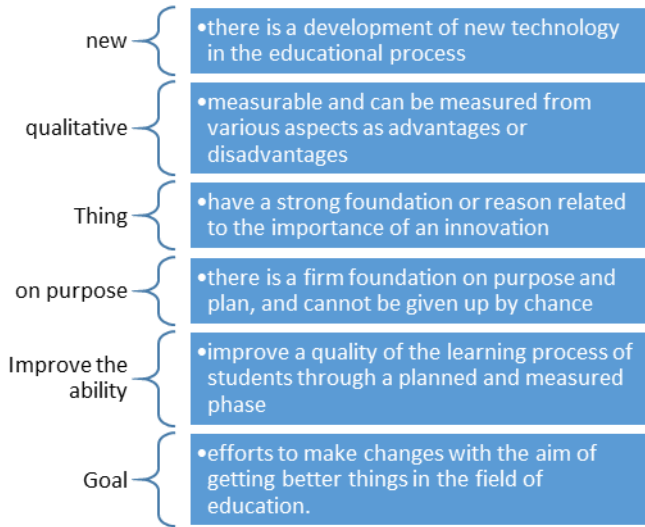 new
•there is a development of new technology
in the educational process
qualitative
•measurable and can be measured from
various aspects as advantages or
disadvantages
Thing
•have a strong foundation or reason related
to the importance of an innovation
on purpose
•there is a firm foundation on purpose and
plan, and cannot be given up by chance
Improve the
ability
•improve a quality of the learning process of
students through a planned and measured
phase
Goal
•efforts to make changes with the aim of
getting better things in the field of
education.